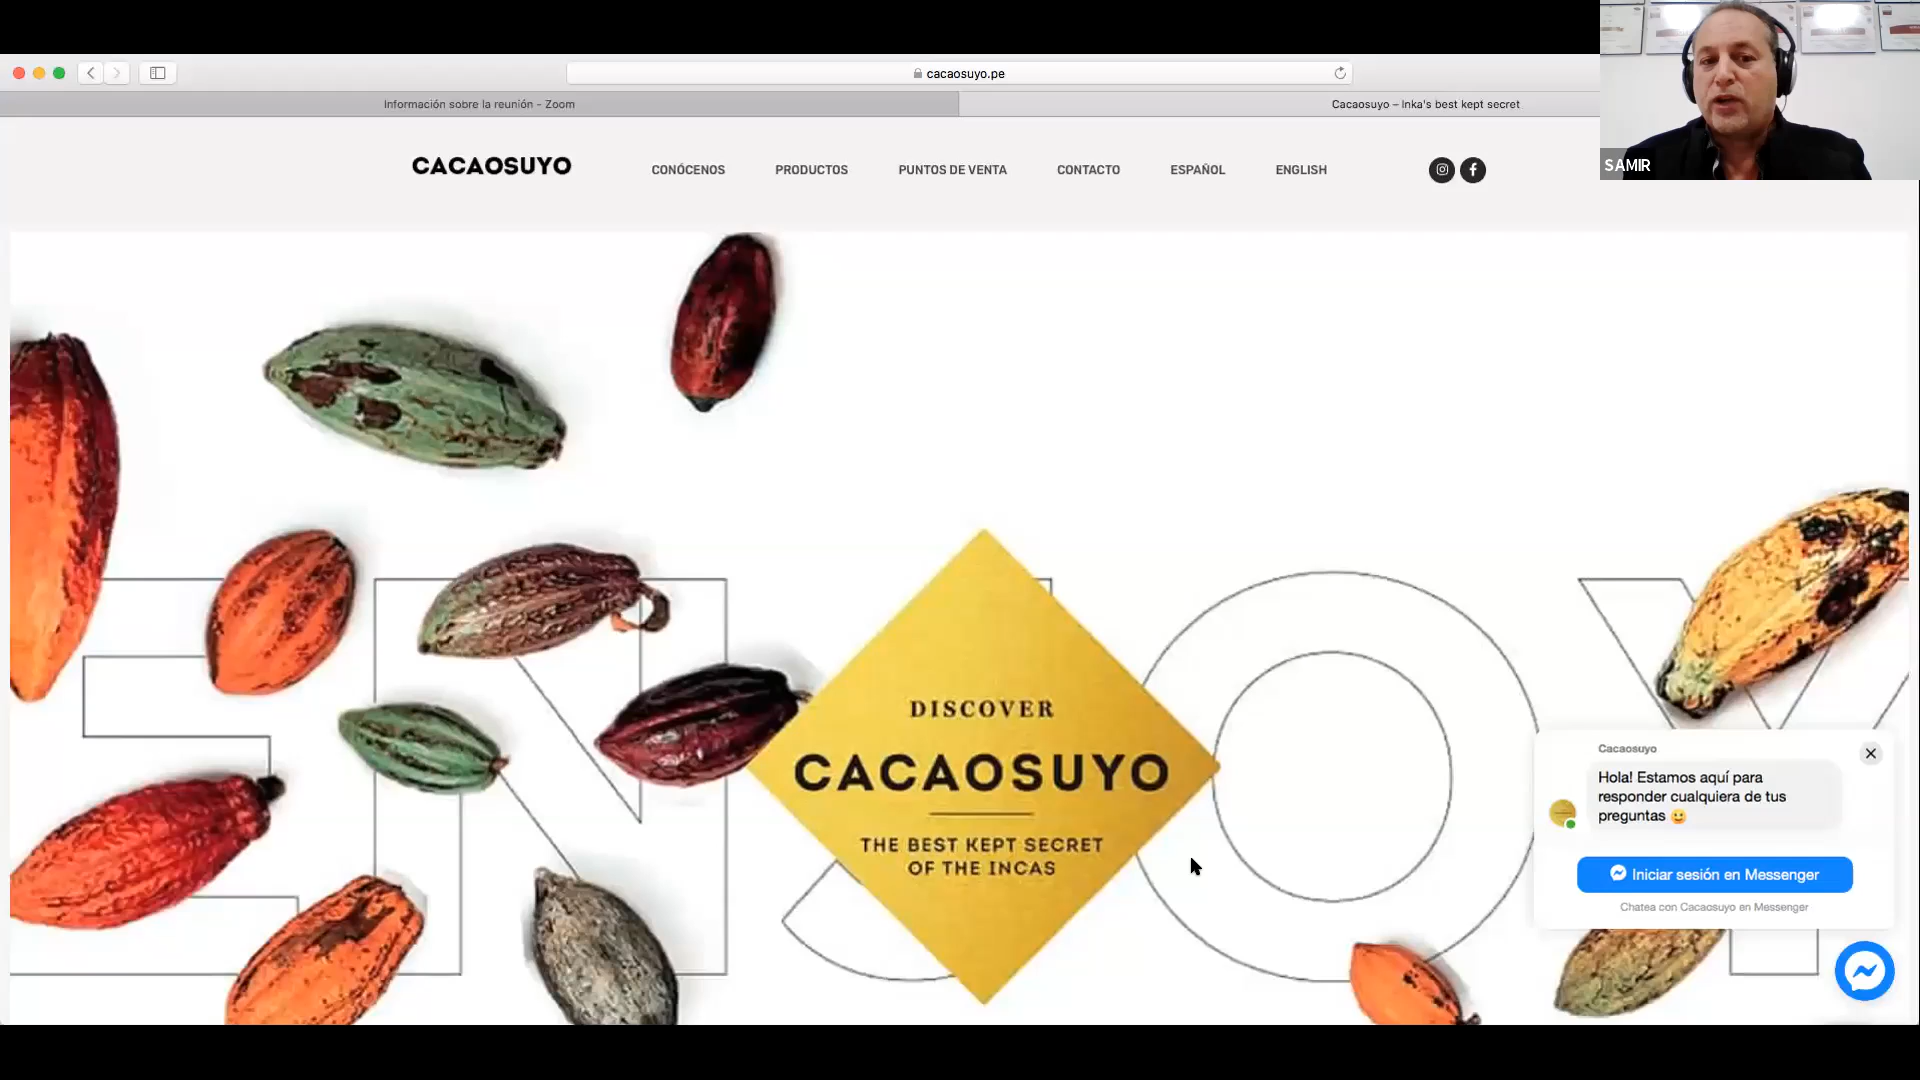 cacaosuyo.pe
Información sobre la reunión - Zoom
Cacaosuyo – Inka's best kept secret
SAMIR
CACAOSUYO
CONÓCENOS
PRODUCTOS
PUNTOS DE VENTA
CONTACTO
ESPAÑOL
ENGLISH
ENJOY
DISCOVER
CACAOSUYO
THE BEST KEPT SECRET
OF THE INCAS
Cacaosuyo
Hola! Estamos aquí para
responder cualquiera de tus
preguntas 😀
Iniciar sesión en Messenger
Chatea con Cacaosuyo en Messenger